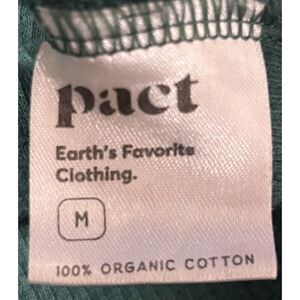 pact
Earth's Favorite
Clothing.
M
100% ORGANIC COTTON